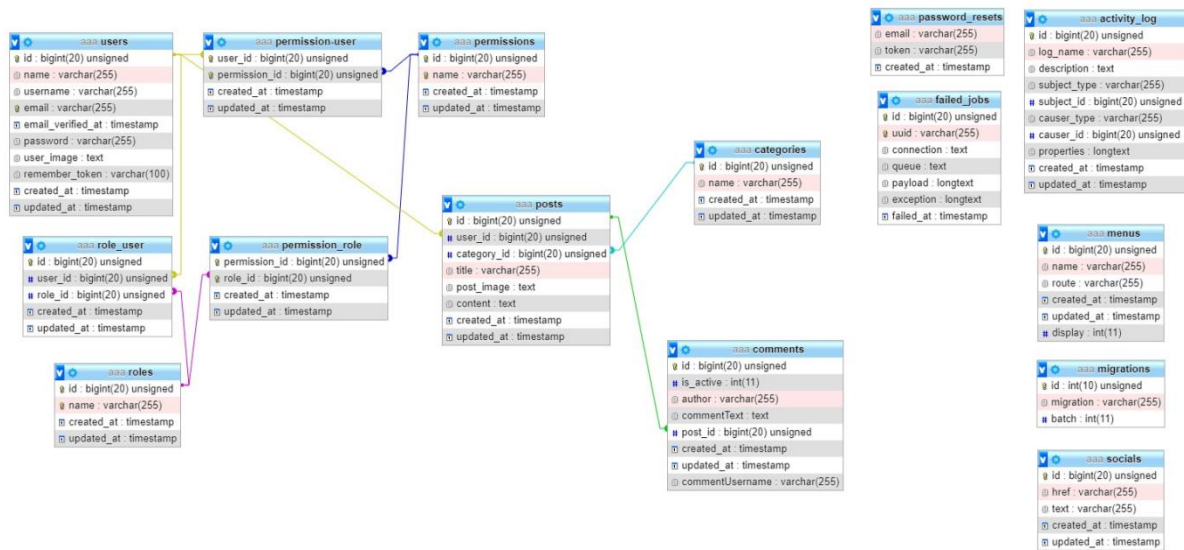 aaa users
id : bigint(20) unsigned
name : varchar(255)
username : varchar(255)
email : varchar(255)
email_verified_at : timestamp
password : varchar(255)
user_image : text
remember_token : varchar(100)
created_at : timestamp
updated_at : timestamp
aaa permission-user
user_id : bigint(20) unsigned
permission_id : bigint(20) unsigned
created_at : timestamp
updated_at : timestamp
aaa permissions
id : bigint(20) unsigned
name : varchar(255)
created_at : timestamp
updated_at : timestamp
aaa role_user
id : bigint(20) unsigned
user_id : bigint(20) unsigned
role_id : bigint(20) unsigned
created_at : timestamp
updated_at : timestamp
aaa permission_role
permission_id : bigint(20) unsigned
role_id : bigint(20) unsigned
created_at : timestamp
updated_at : timestamp
aaa roles
id : bigint(20) unsigned
name : varchar(255)
created_at : timestamp
updated_at : timestamp
aaa posts
id : bigint(20) unsigned
user_id : bigint(20) unsigned
category_id : bigint(20) unsigned
title : varchar(255)
post_image : text
content : text
created_at : timestamp
updated_at : timestamp
aaa categories
id : bigint(20) unsigned
name : varchar(255)
created_at : timestamp
updated_at : timestamp
aaa comments
id : bigint(20) unsigned
is_active : int(11)
author : varchar(255)
commentText : text
post_id : bigint(20) unsigned
created_at : timestamp
updated_at : timestamp
commentUsername : varchar(255)
aaa password_resets
email : varchar(255)
token : varchar(255)
created_at : timestamp
aaa failed_jobs
id : bigint(20) unsigned
uuid : varchar(255)
connection : text
queue : text
payload : longtext
exception : longtext
failed_at : timestamp
aaa activity_log
id : bigint(20) unsigned
log_name : varchar(255)
description : text
subject_type : varchar(255)
subject_id : bigint(20) unsigned
causer_type : varchar(255)
causer_id : bigint(20) unsigned
properties : longtext
created_at : timestamp
updated_at : timestamp
aaa menus
id : bigint(20) unsigned
name : varchar(255)
route : varchar(255)
created_at : timestamp
updated_at : timestamp
display : int(11)
aaa migrations
id : int(10) unsigned
migration : varchar(255)
batch : int(11)
aaa socials
id : bigint(20) unsigned
href : varchar(255)
text : varchar(255)
created_at : timestamp
updated_at : timestamp